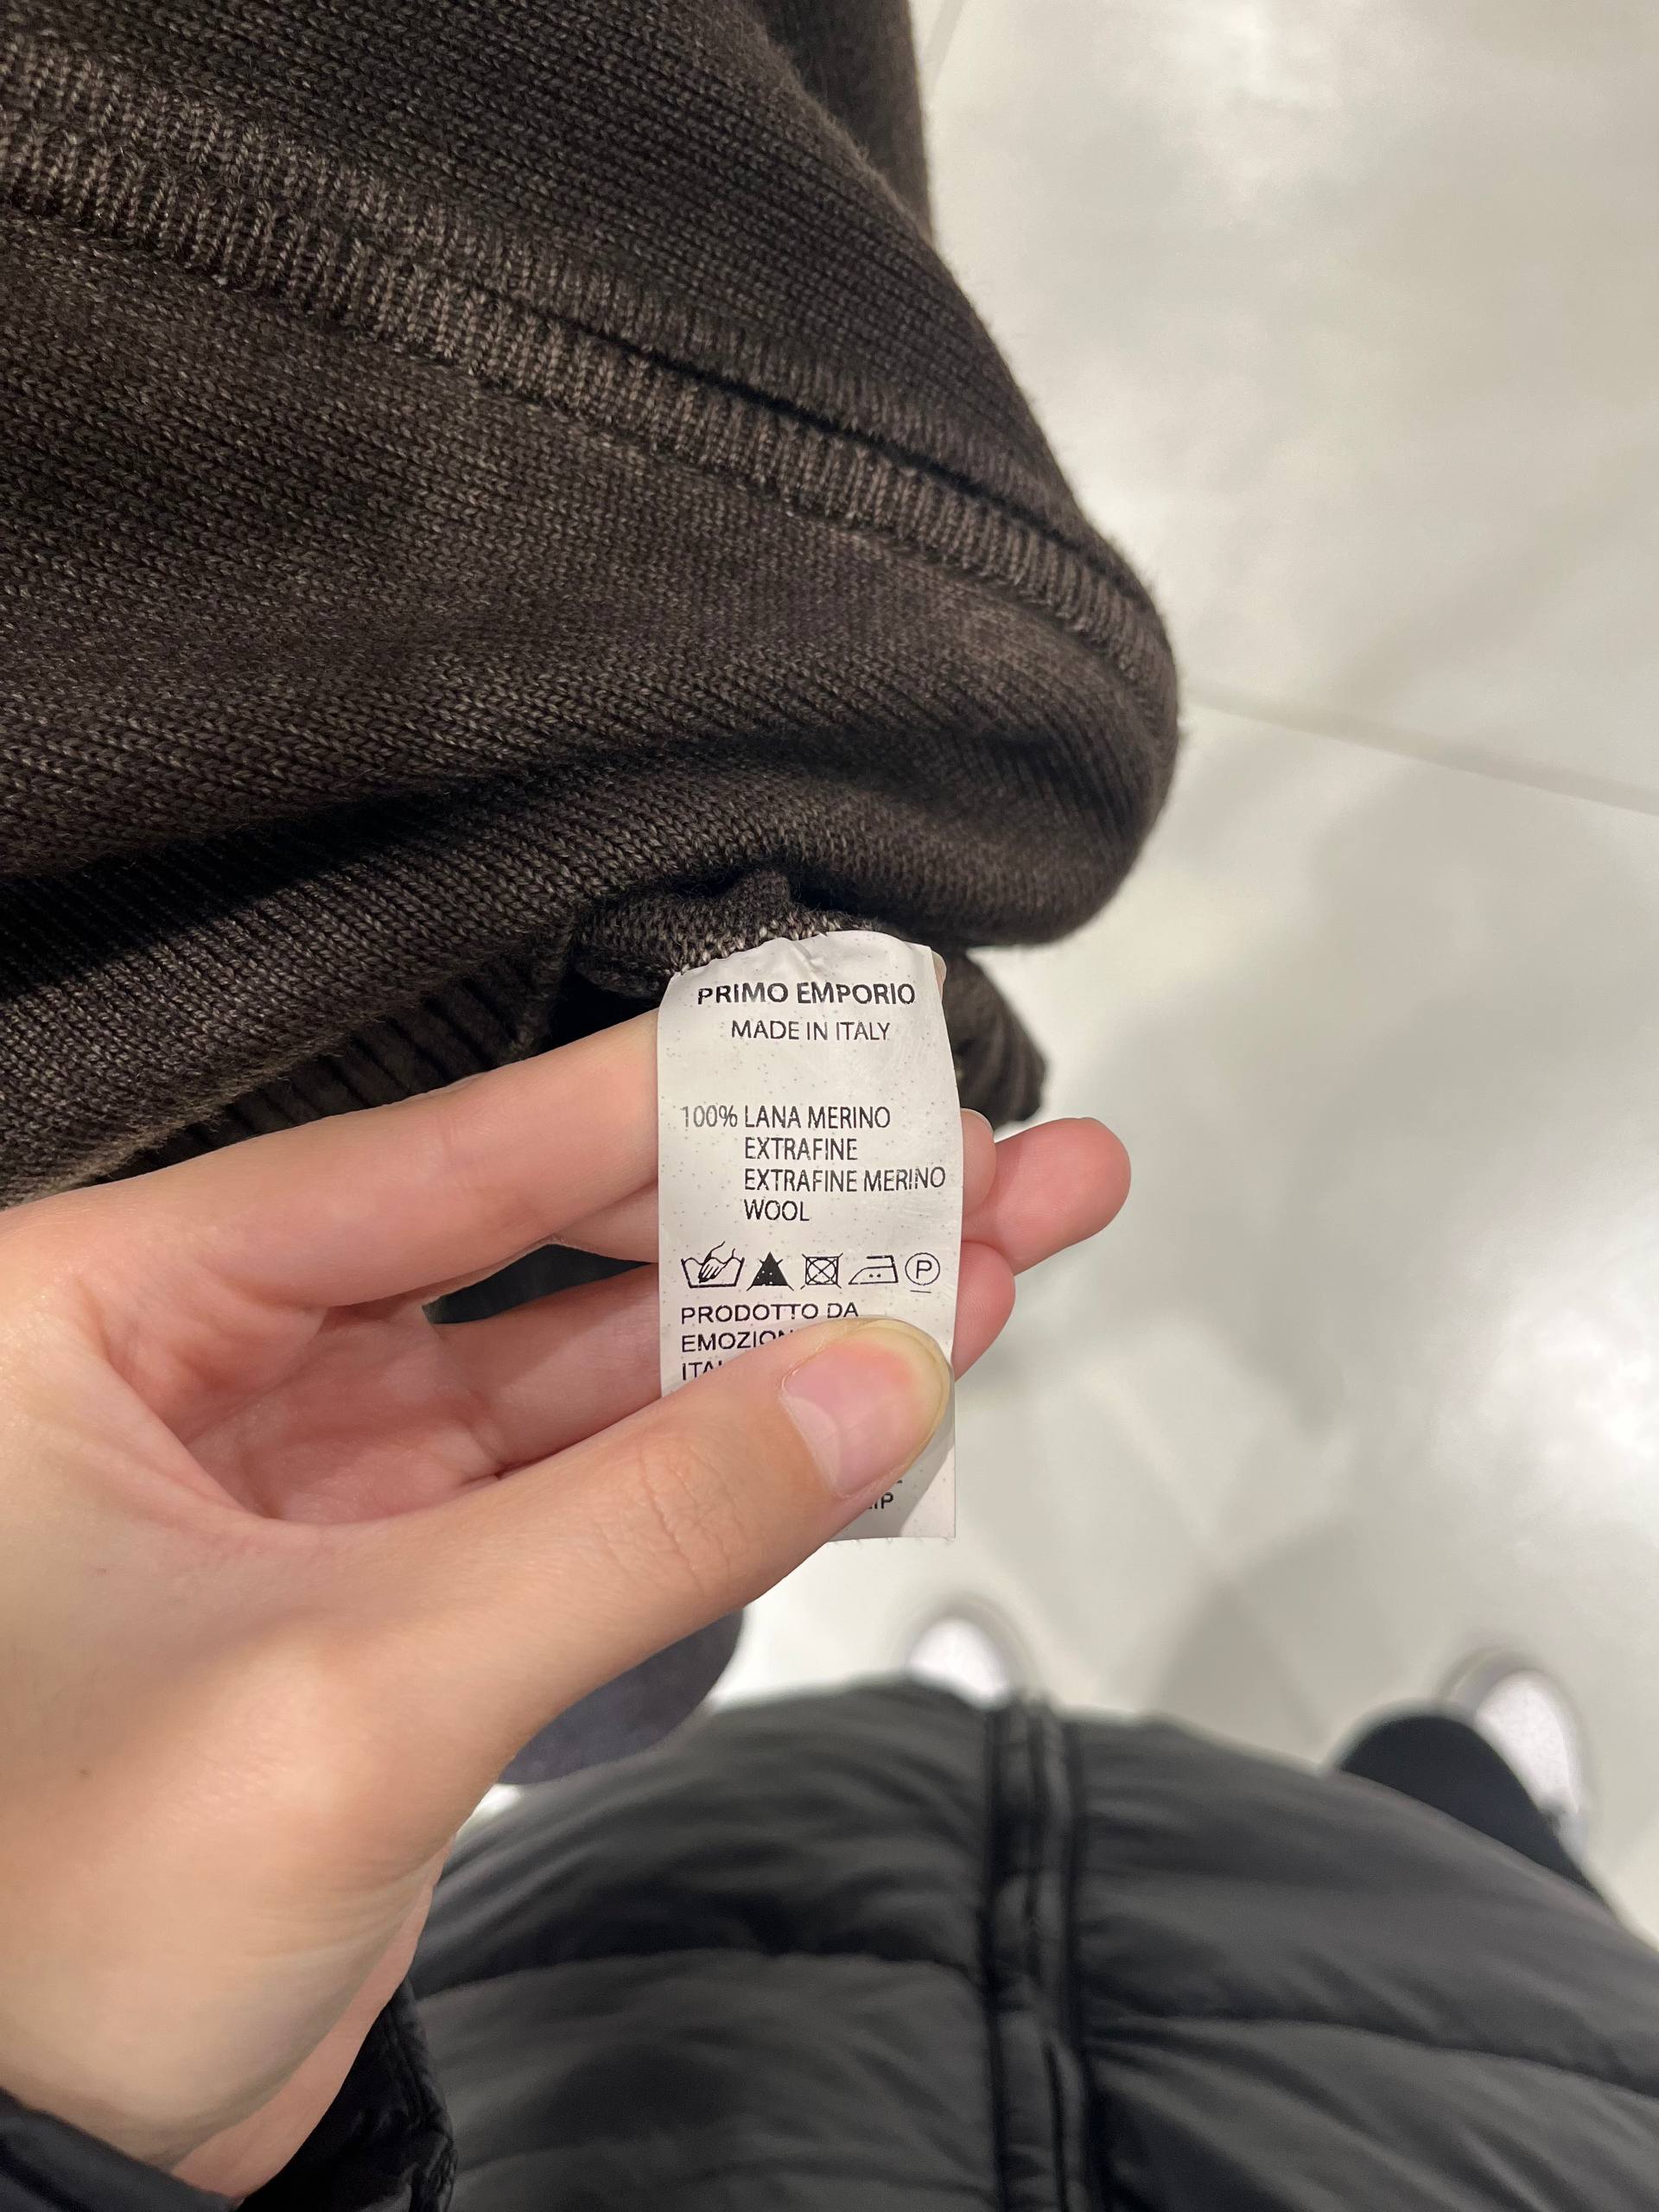 PRIMO EMPORIO
MADE IN ITALY
100% LANA MERINO
EXTRAFINE
EXTRAFINE MERINO
WOOL
P
PRODOTTO DA